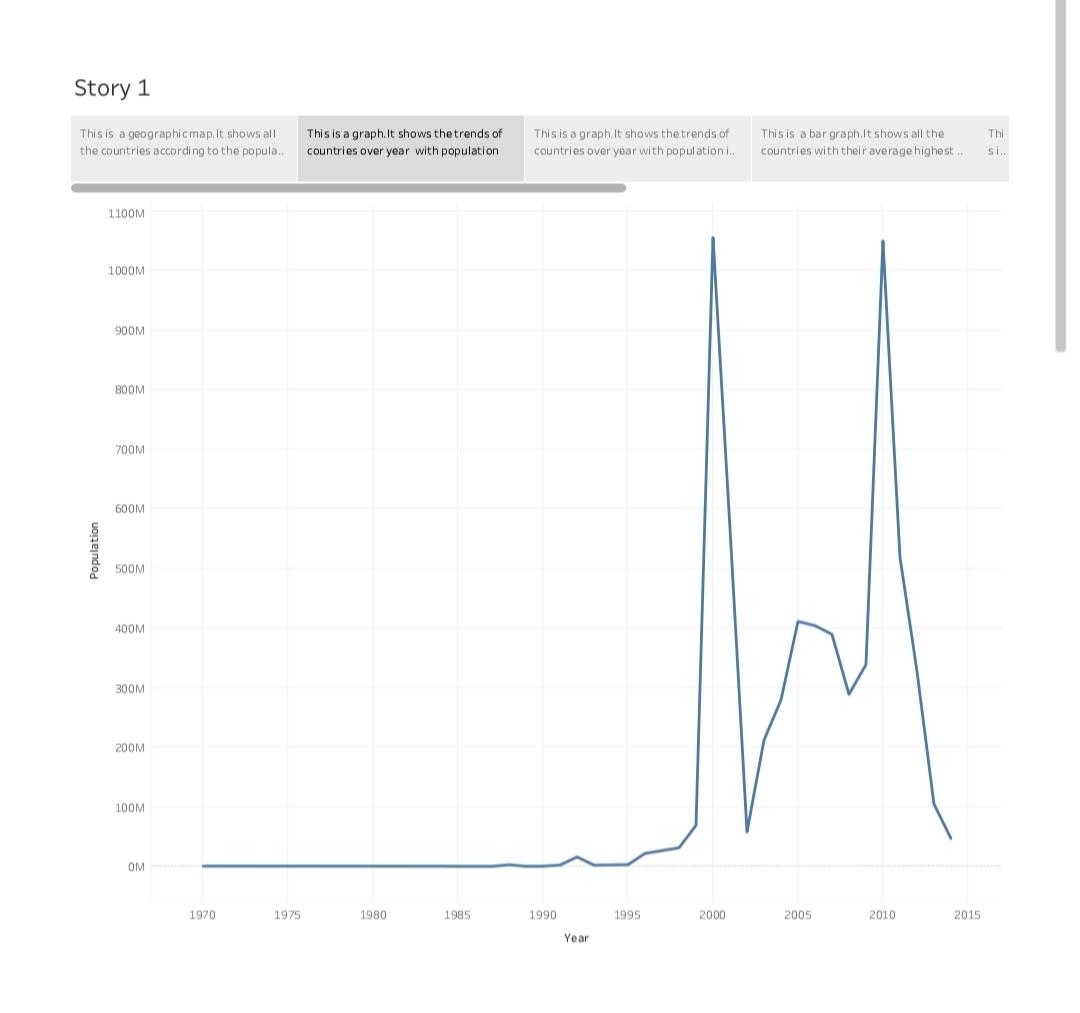 Story 1
This is a geographic map.It shows all
the countries according to the popula..
This is a graph.It shows the trends of
countries over year with population
This is a graph.It shows the trends of
countries over year with population i..
This is a bar graph.It shows all the
countries with their average highest ..
Thi
s i..
1100M
1000M
900M
800M
700M
600M
500M
400M
300M
200M
100M
0M
Population
1970 1975 1980 1985 1990 1995 2000 2005 2010 2015
Year